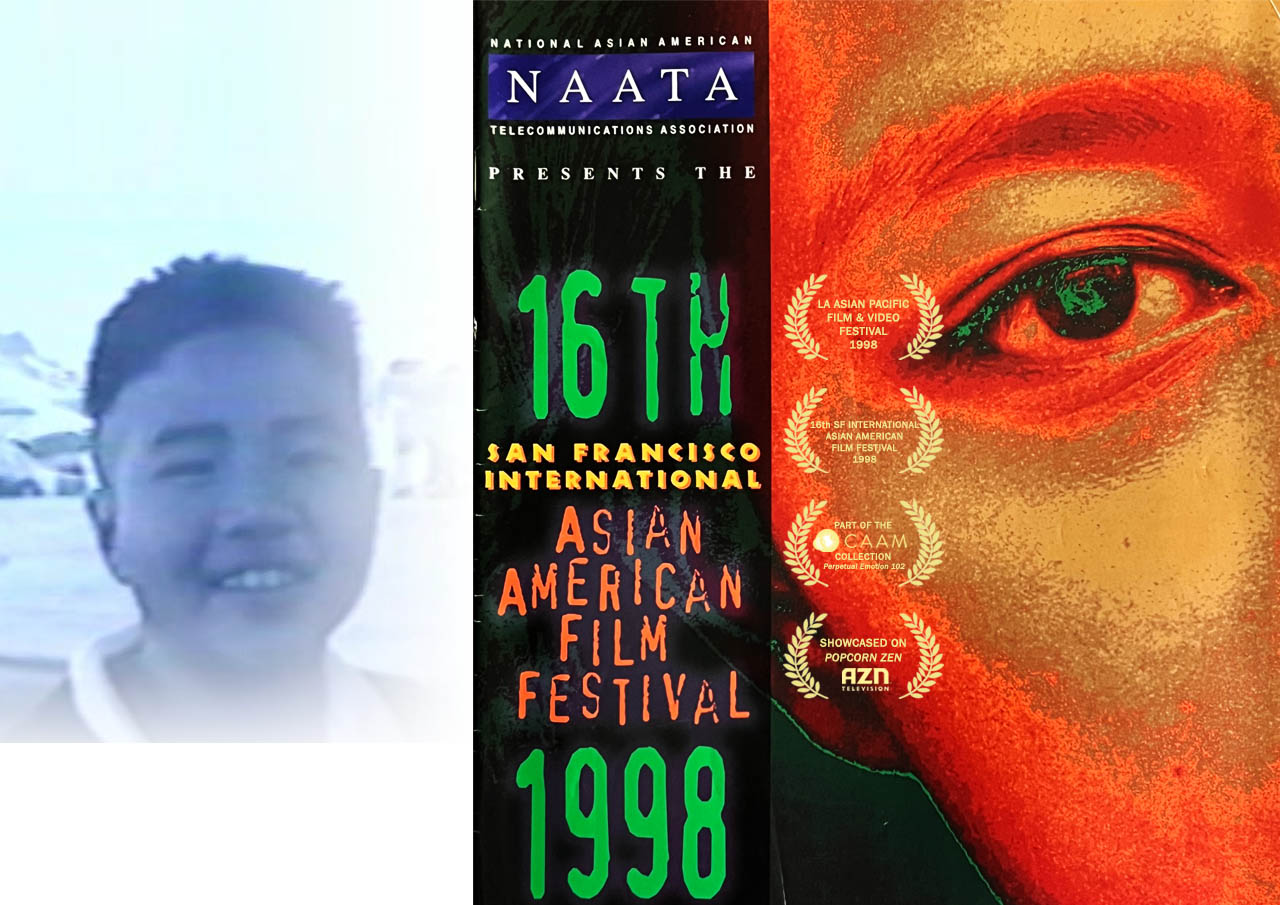 NATIONAL ASIAN AMERICAN
NAATA
TELECOMMUNICATIONS ASSOCIATION
PRESENTS THE
16TH
SAN FRANCISCO
INTERNATIONAL
ASIAN
AMERICAN
FILM
FESTIVAL
1998
LA ASIAN PACIFIC
FILM & VIDEO
FESTIVAL
1998
16th SF INTERNATIONAL
ASIAN AMERICAN
FILM FESTIVAL
1998
PART OF THE
CAAM
COLLECTION
Perpetual Emotion 102
SHOWCASED ON
POPCORN ZEN
AZN
TELEVISION